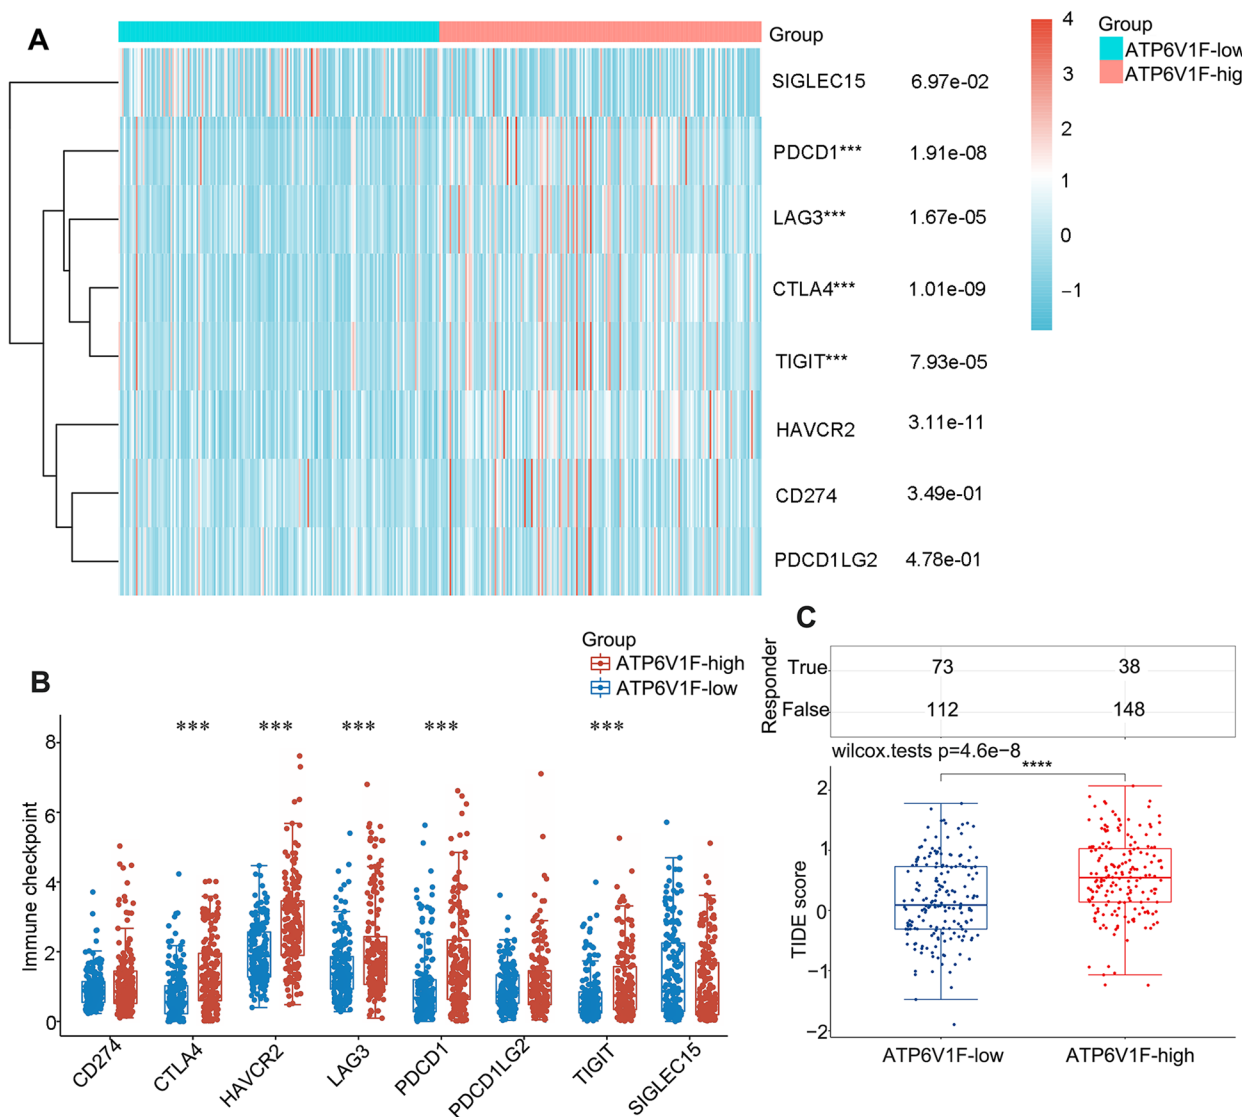 A
Group
SIGLEC15 6.97e-02
PDCD1*** 1.91e-08
LAG3*** 1.67e-05
CTLA4*** 1.01e-09
TIGIT*** 7.93e-05
HAVCR2 3.11e-11
CD274 3.49e-01
PDCD1LG2 4.78e-01
4
3
2
1
0
−1
Group
ATP6V1F-low
ATP6V1F-hig
B
Group
ATP6V1F-high
ATP6V1F-low
*** *** *** *** ***
Immune checkpoint
8
6
4
2
0
CD274 CTLA4 HAVCR2 LAG3 PDCD1 PDCD1LG2 TIGIT SIGLEC15
C
Responder
True 73 38
False 112 148
wilcox.tests p=4.6e−8
****
TIDE score
2
1
0
−1
−2
ATP6V1F-low ATP6V1F-high